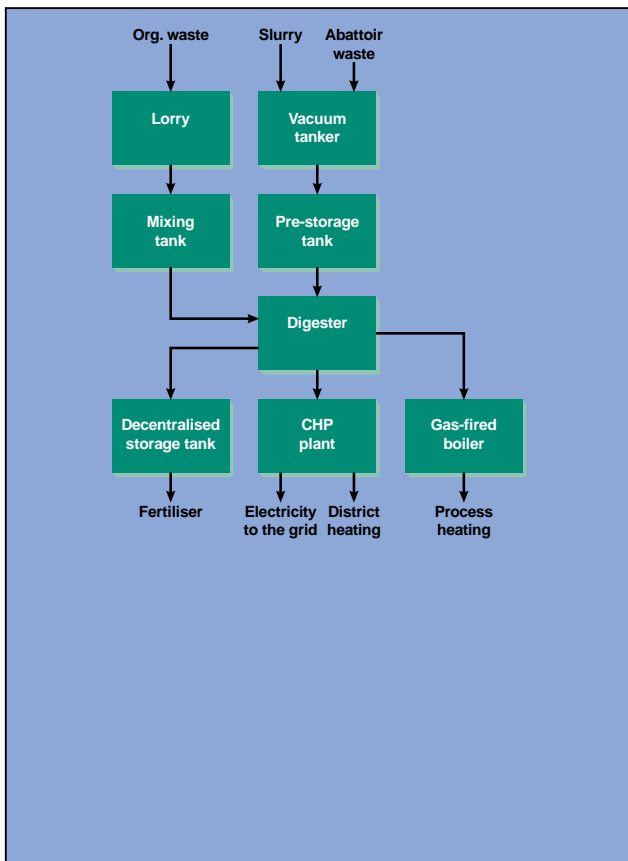 Org. waste
Slurry
Abattoir
waste
Lorry
Vacuum
tanker
Mixing
tank
Pre-storage
tank
Digester
Decentralised
storage tank
CHP
plant
Gas-fired
boiler
Fertiliser
Electricity
to the grid
District
heating
Process
heating